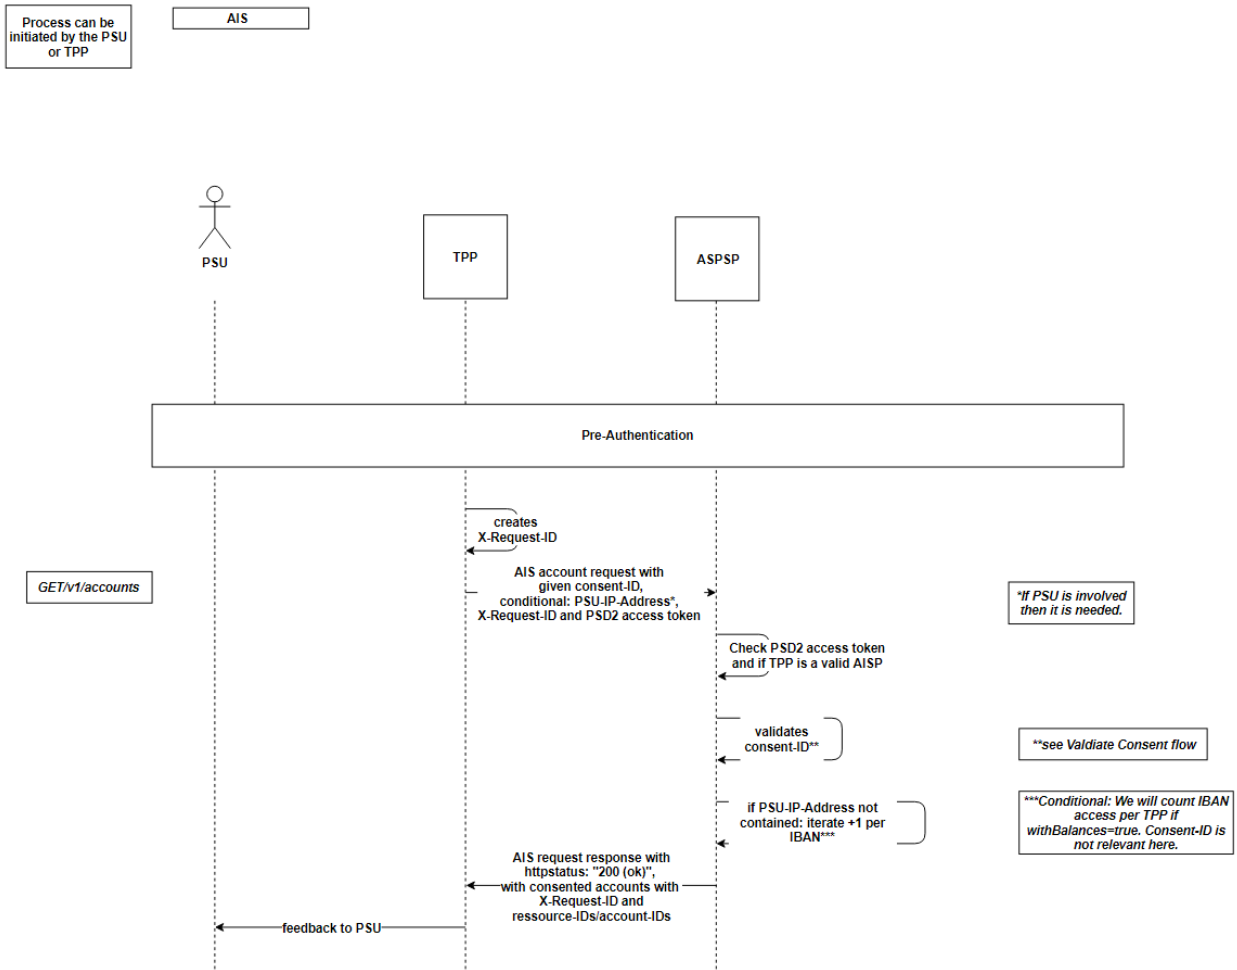 Process can be
initiated by the PSU
or TPP
AIS
PSU
TPP
ASPSP
Pre-Authentication
creates
X-Request-ID
GET/v1/accounts
AIS account request with
given consent-ID,
conditional: PSU-IP-Address*,
X-Request-ID and PSD2 access token
*If PSU is involved
then it is needed.
Check PSD2 access token
and if TPP is a valid AISP
validates
consent-ID**
**see Valdiate Consent flow
if PSU-IP-Address not
contained: iterate +1 per
IBAN***
***Conditional: We will count IBAN
access per TPP if
withBalances=true. Consent-ID is
not relevant here.
AIS request response with
httpstatus: "200 (ok)",
with consented accounts with
X-Request-ID and
ressource-IDs/account-IDs
feedback to PSU